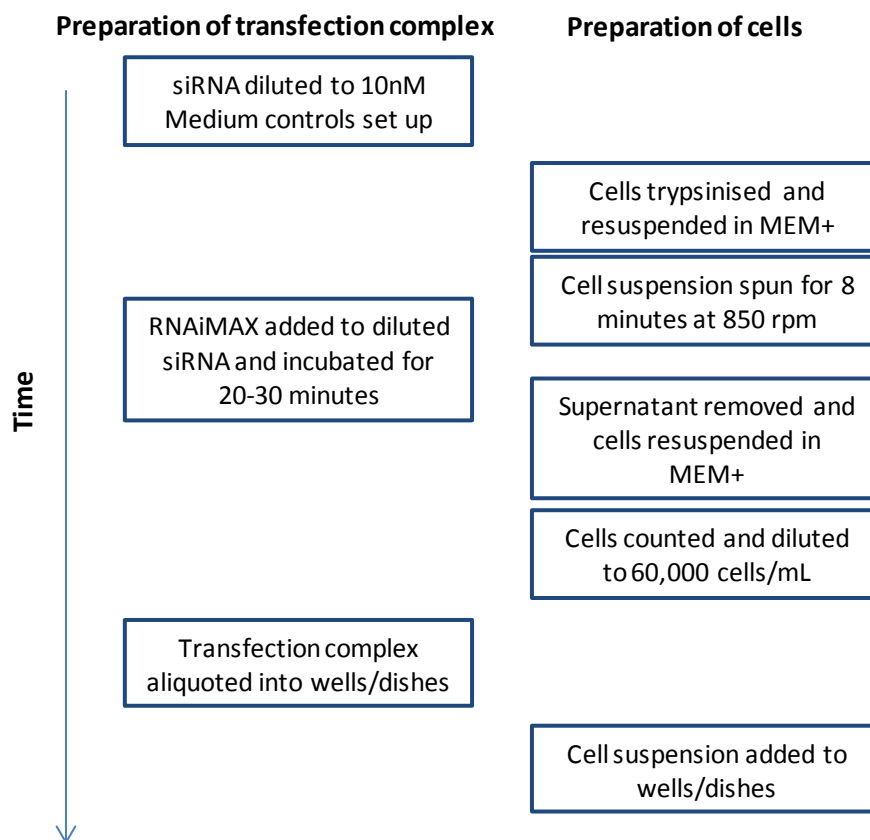 Preparation of transfection complex
Preparation of cells
Time
siRNA diluted to 10nM
Medium controls set up
Cells trypsinised and
resuspended in MEM+
Cell suspension spun for 8
minutes at 850 rpm
RNAiMAX added to diluted
siRNA and incubated for
20-30 minutes
Supernatant removed and
cells resuspended in
MEM+
Cells counted and diluted
to 60,000 cells/mL
Transfection complex
aliquoted into wells/dishes
Cell suspension added to
wells/dishes